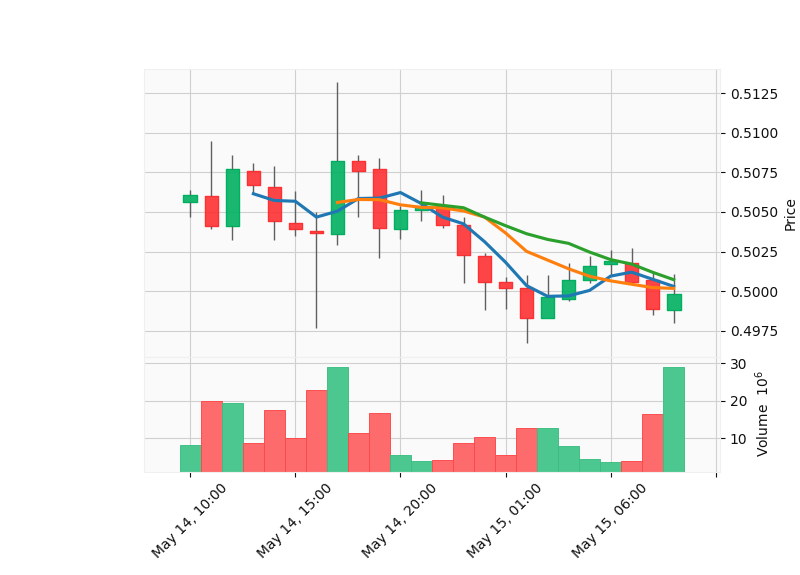 0.5125
0.5100
0.5075
0.5050
0.5025
0.5000
0.4975
Price
30
20
10
Volume 10^6
May 14, 10:00
May 14, 15:00
May 14, 20:00
May 15, 01:00
May 15, 06:00